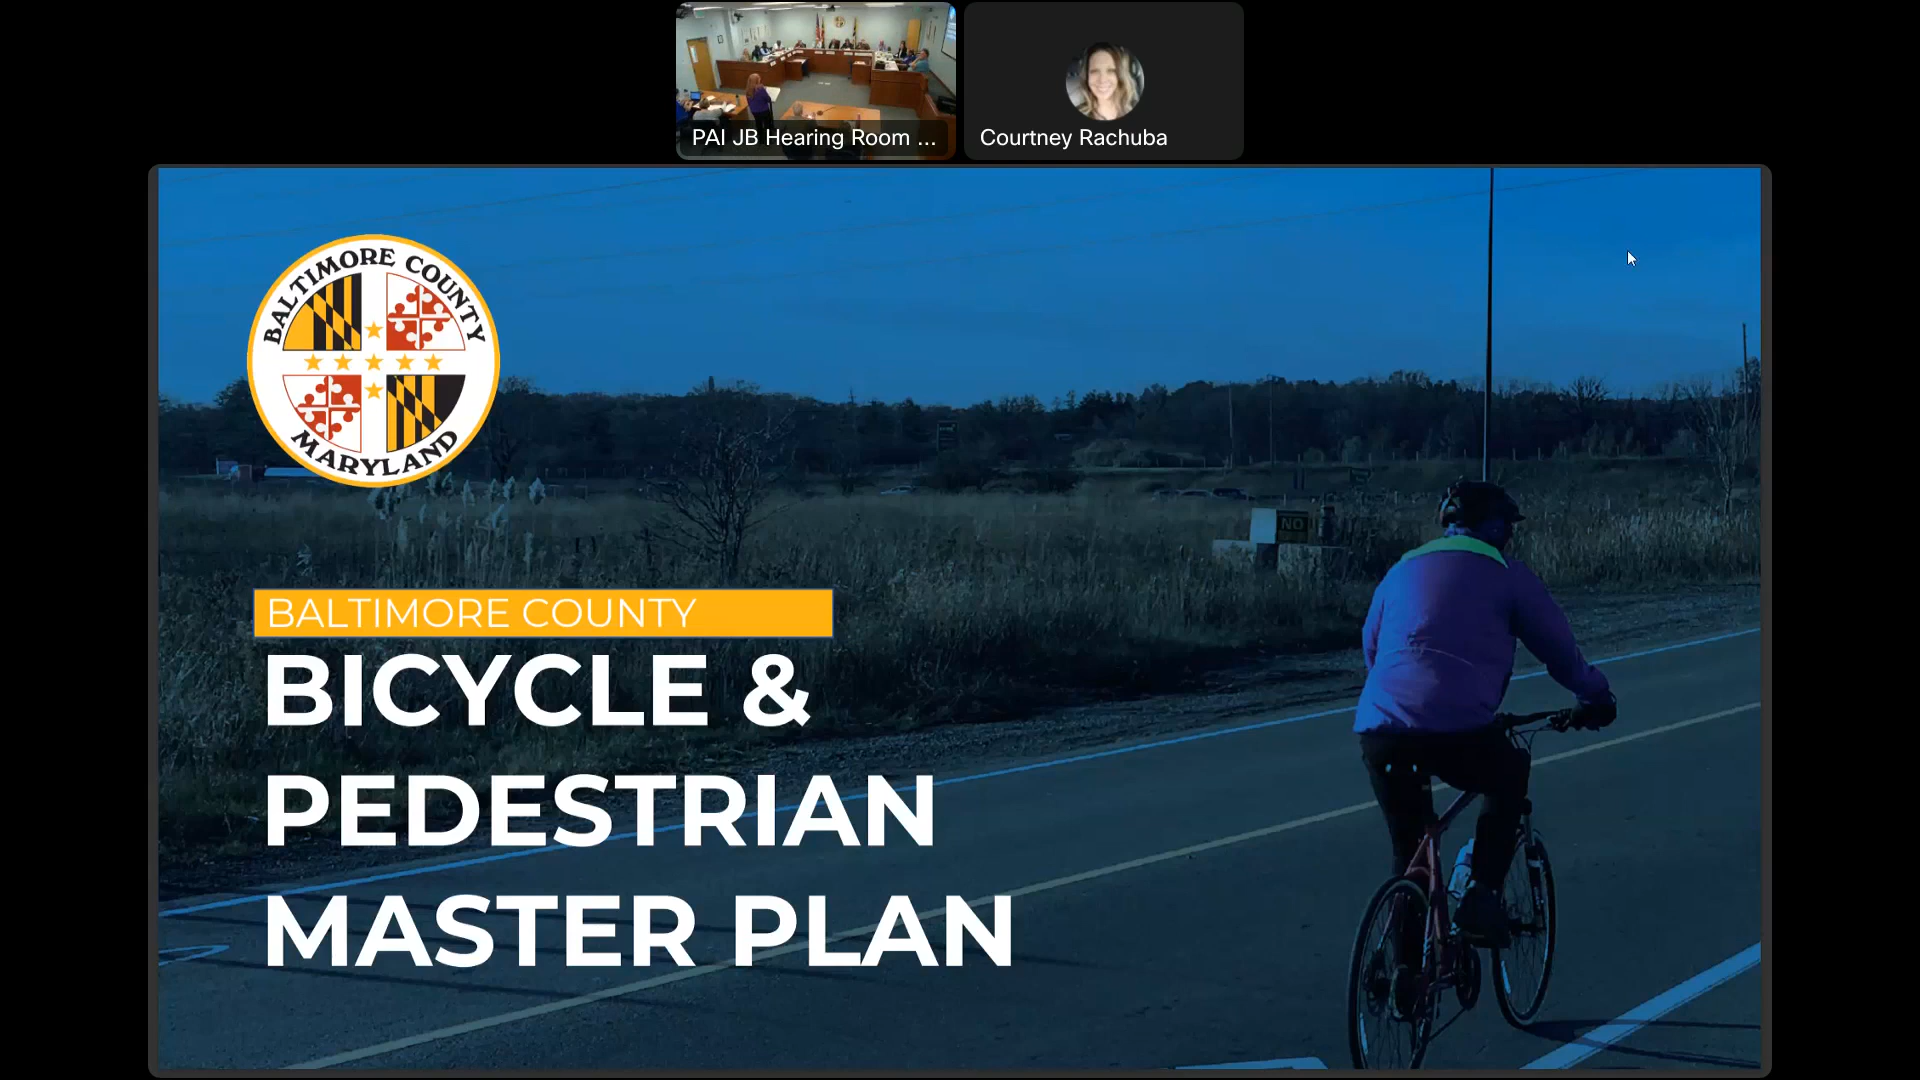 PAI JB Hearing Room ...
Courtney Rachuba
BALTIMORE COUNTY
MARYLAND
NO
BALTIMORE COUNTY
BICYCLE &
PEDESTRIAN
MASTER PLAN